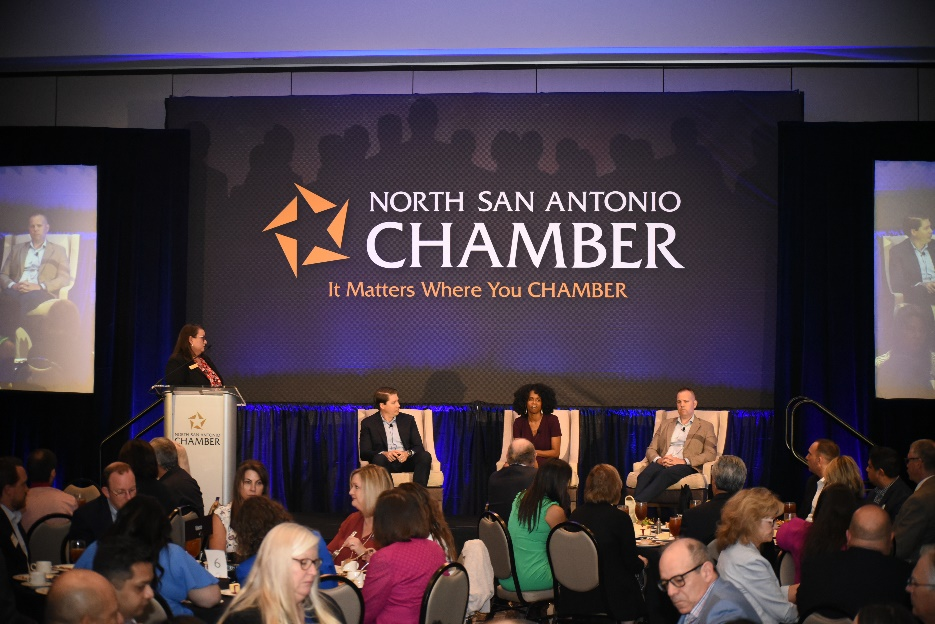 NORTH SAN ANTONIO
CHAMBER
It Matters Where You CHAMBER
NORTH SAN ANTONIO
CHAMBER
6